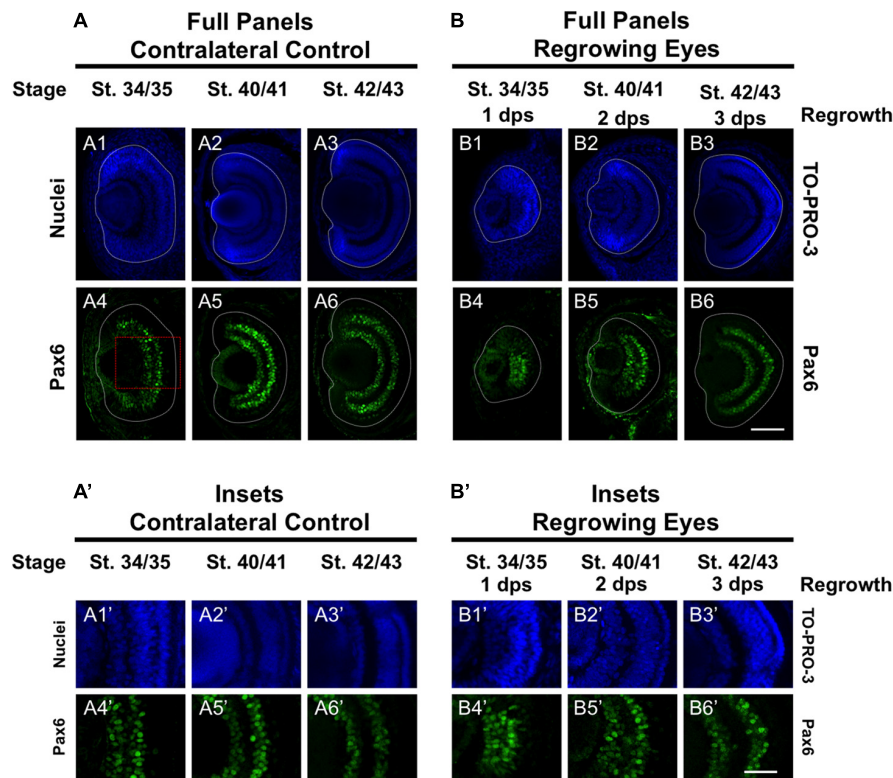 A
Full Panels
Contralateral Control
B
Full Panels
Regrowing Eyes
Stage
St. 34/35
St. 40/41
St. 42/43
St. 34/35
1 dps
St. 40/41
2 dps
St. 42/43
3 dps
Regrowth
Nuclei
A1
A2
A3
B1
B2
B3
TO-PRO-3
Pax6
A4
A5
A6
B4
B5
B6
Pax6
A'
Insets
Contralateral Control
B'
Insets
Regrowing Eyes
Stage
St. 34/35
St. 40/41
St. 42/43
St. 34/35
1 dps
St. 40/41
2 dps
St. 42/43
3 dps
Regrowth
Nuclei
A1'
A2'
A3'
B1'
B2'
B3'
TO-PRO-3
Pax6
A4'
A5'
A6'
B4'
B5'
B6'
Pax6